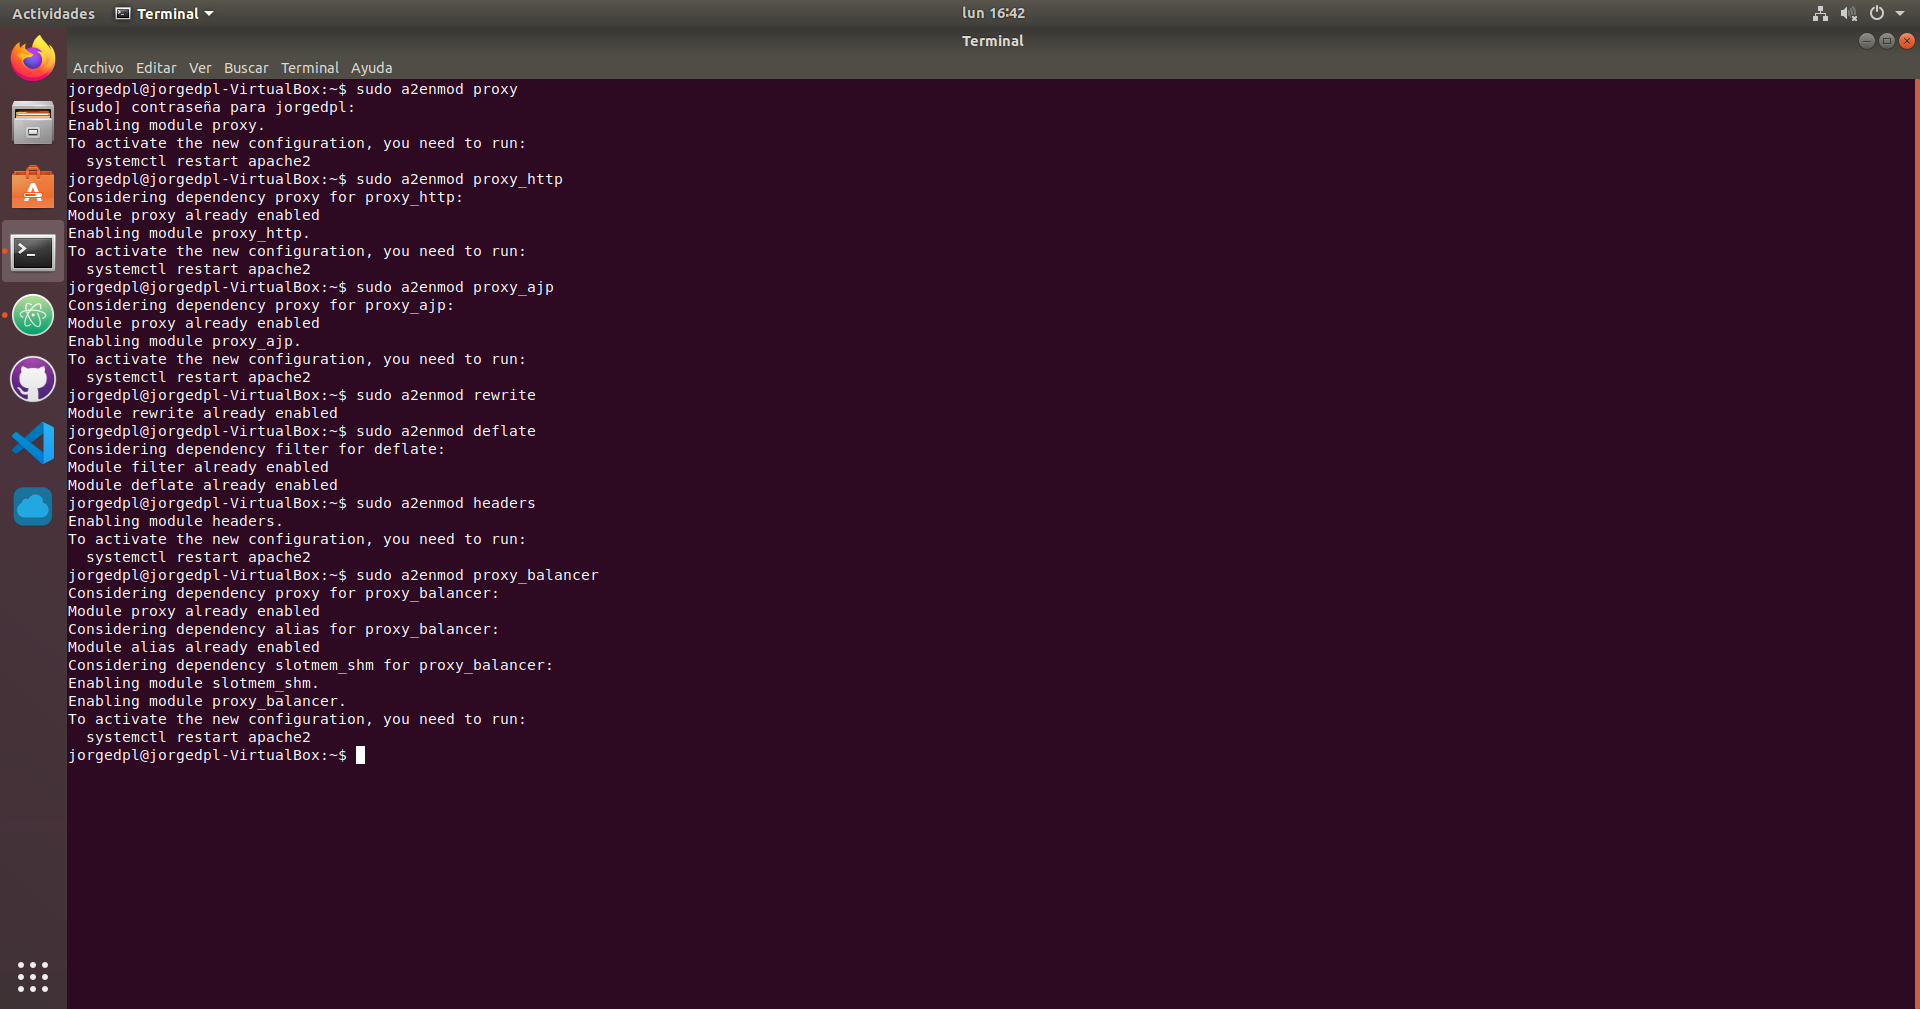 Actividades Terminal lun 16:42
Terminal
Archivo Editar Ver Buscar Terminal Ayuda
jorgedpl@jorgedpl-VirtualBox:~$ sudo a2enmod proxy
[sudo] contraseña para jorgedpl:
Enabling module proxy.
To activate the new configuration, you need to run:
  systemctl restart apache2
jorgedpl@jorgedpl-VirtualBox:~$ sudo a2enmod proxy_http
Considering dependency proxy for proxy_http:
Module proxy already enabled
Enabling module proxy_http.
To activate the new configuration, you need to run:
  systemctl restart apache2
jorgedpl@jorgedpl-VirtualBox:~$ sudo a2enmod proxy_ajp
Considering dependency proxy for proxy_ajp:
Module proxy already enabled
Enabling module proxy_ajp.
To activate the new configuration, you need to run:
  systemctl restart apache2
jorgedpl@jorgedpl-VirtualBox:~$ sudo a2enmod rewrite
Module rewrite already enabled
jorgedpl@jorgedpl-VirtualBox:~$ sudo a2enmod deflate
Considering dependency filter for deflate:
Module filter already enabled
Module deflate already enabled
jorgedpl@jorgedpl-VirtualBox:~$ sudo a2enmod headers
Enabling module headers.
To activate the new configuration, you need to run:
  systemctl restart apache2
jorgedpl@jorgedpl-VirtualBox:~$ sudo a2enmod proxy_balancer
Considering dependency proxy for proxy_balancer:
Module proxy already enabled
Considering dependency alias for proxy_balancer:
Module alias already enabled
Considering dependency slotmem_shm for proxy_balancer:
Enabling module slotmem_shm.
Enabling module proxy_balancer.
To activate the new configuration, you need to run:
  systemctl restart apache2
jorgedpl@jorgedpl-VirtualBox:~$